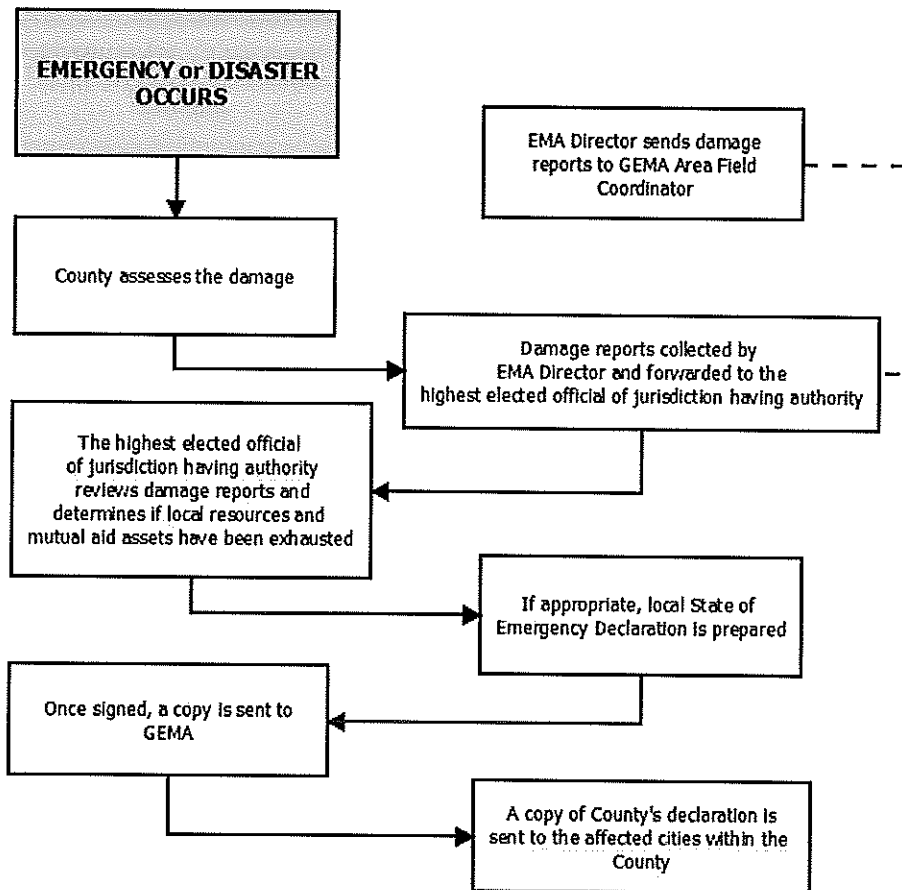 EMERGENCY or DISASTER
OCCURS
EMA Director sends damage
reports to GEMA Area Field
Coordinator
County assesses the damage
Damage reports collected by
EMA Director and forwarded to the
highest elected official of jurisdiction having authority
The highest elected official
of jurisdiction having authority
reviews damage reports and
determines if local resources and
mutual aid assets have been exhausted
If appropriate, local State of
Emergency Declaration is prepared
Once signed, a copy is sent to
GEMA
A copy of County's declaration is
sent to the affected cities within the
County